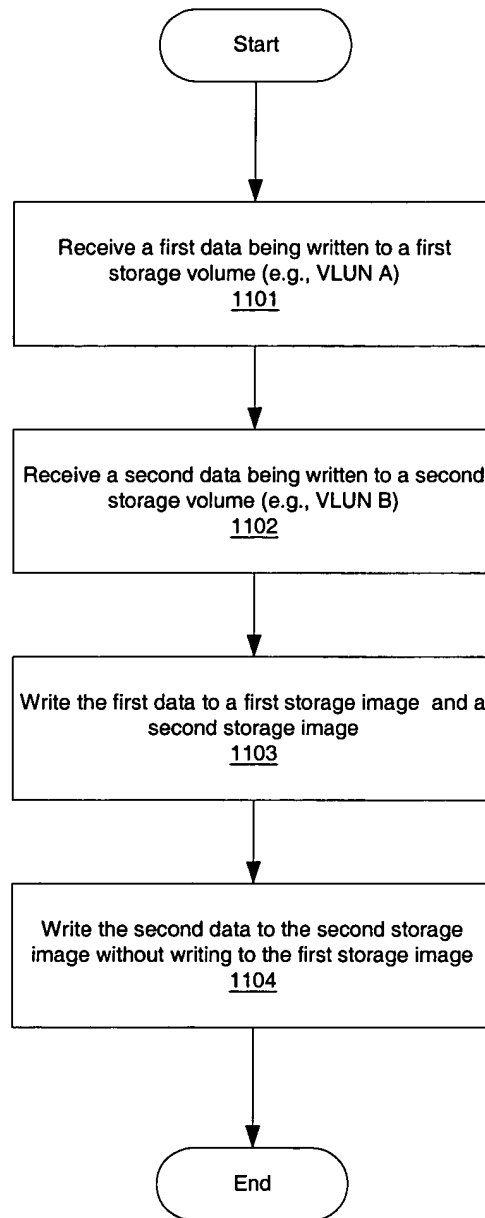 Start
Receive a first data being written to a first
storage volume (e.g., VLUN A)
1101
Receive a second data being written to a second
storage volume (e.g., VLUN B)
1102
Write the first data to a first storage image and a
second storage image
1103
Write the second data to the second storage
image without writing to the first storage image
1104
End